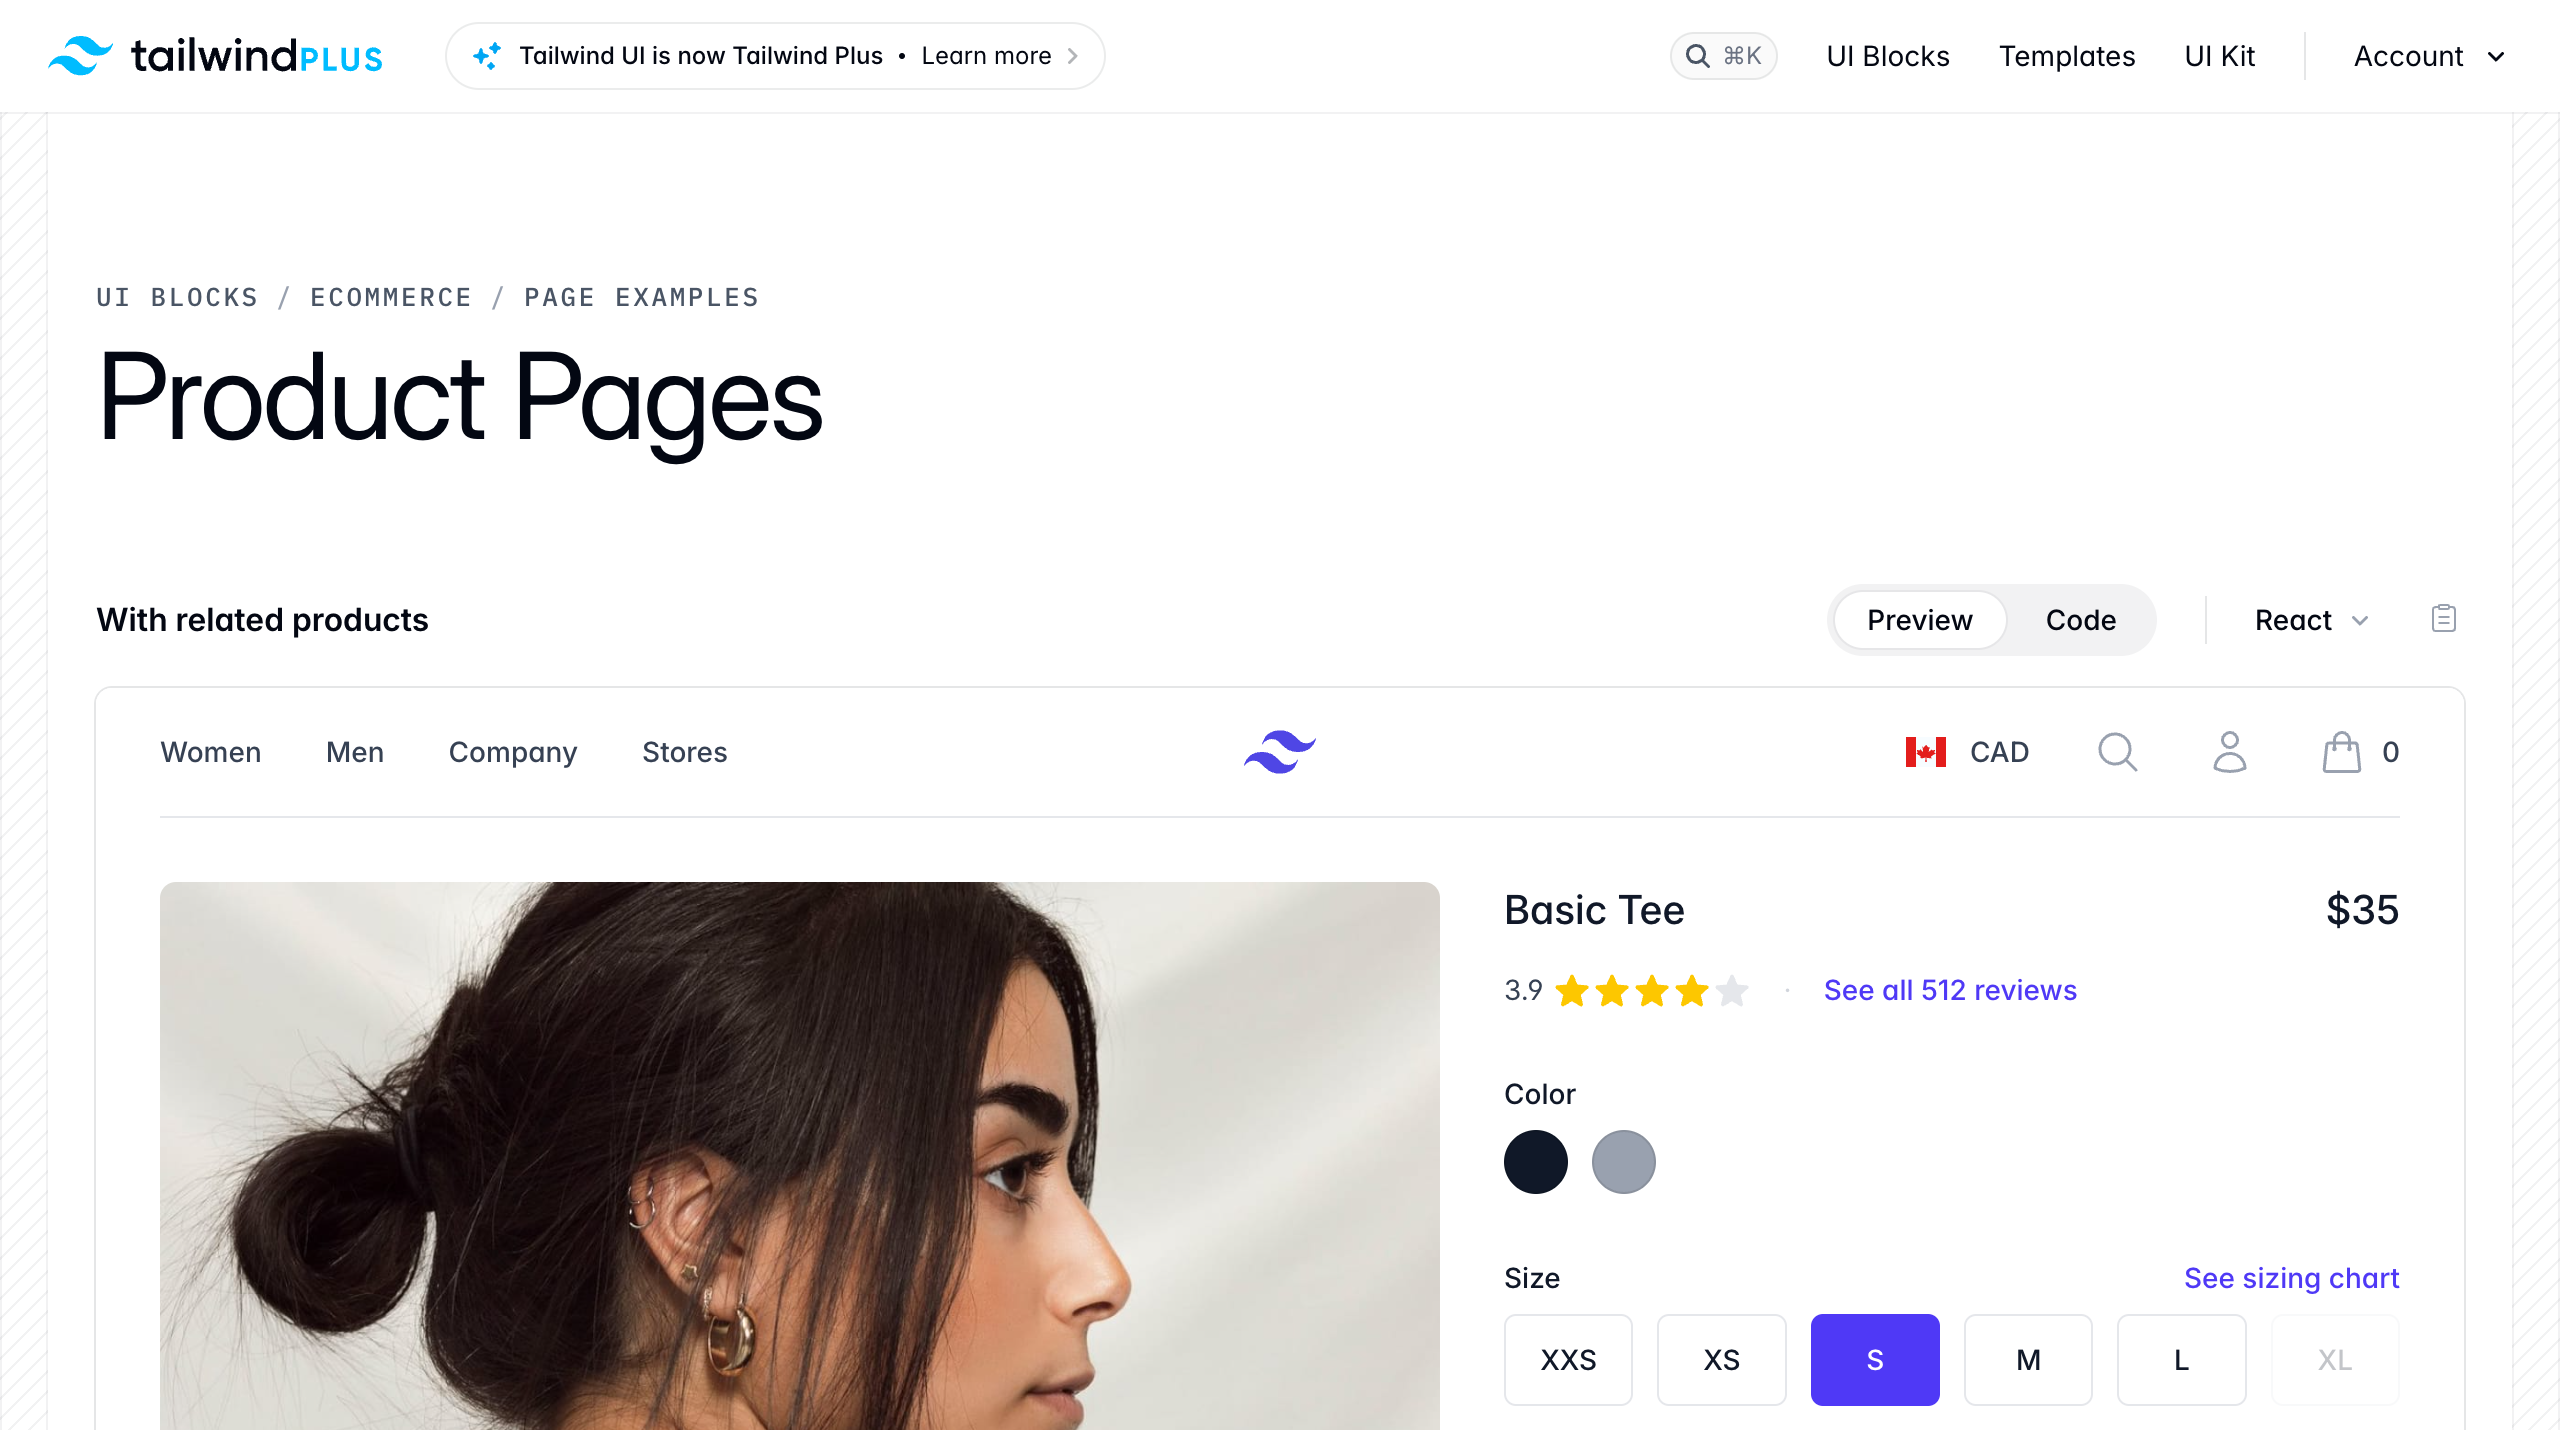 tailwindPLUS
Tailwind UI is now Tailwind Plus • Learn more
⌘K
UI Blocks
Templates
UI Kit
Account
UI BLOCKS / ECOMMERCE / PAGE EXAMPLES
Product Pages
With related products
Preview
Code
React
Women
Men
Company
Stores
CAD
0
Basic Tee
$35
3.9
·
See all 512 reviews
Color
Size
See sizing chart
XXS
XS
S
M
L
XL